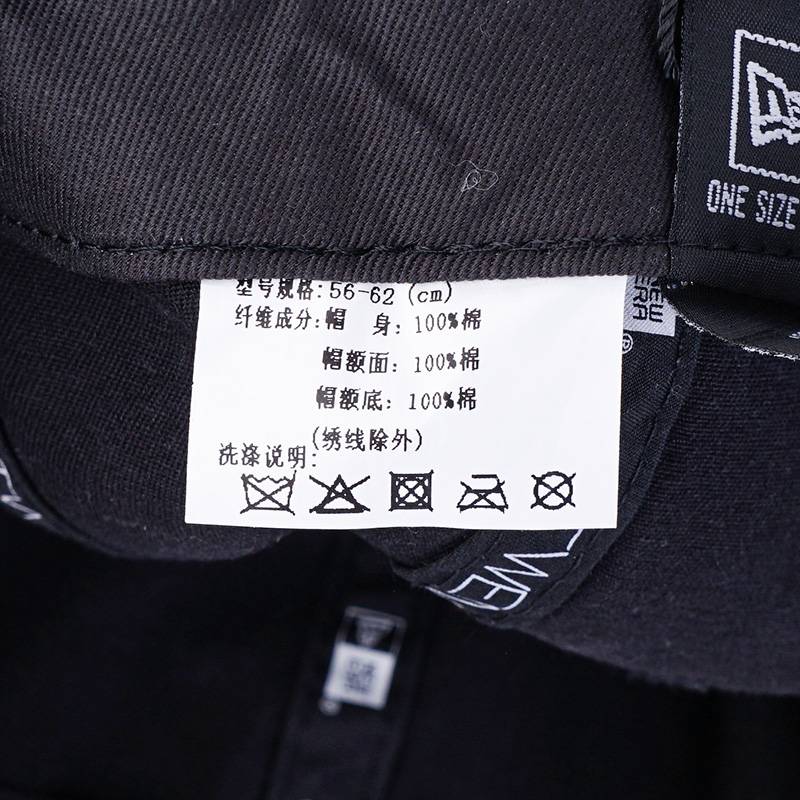 ONE SIZE
型号规格:56-62(cm)
纤维成分:帽 身:100%棉
帽额面:100%棉
帽额底:100%棉
(绣线除外)
洗涤说明:
NEW
ERA